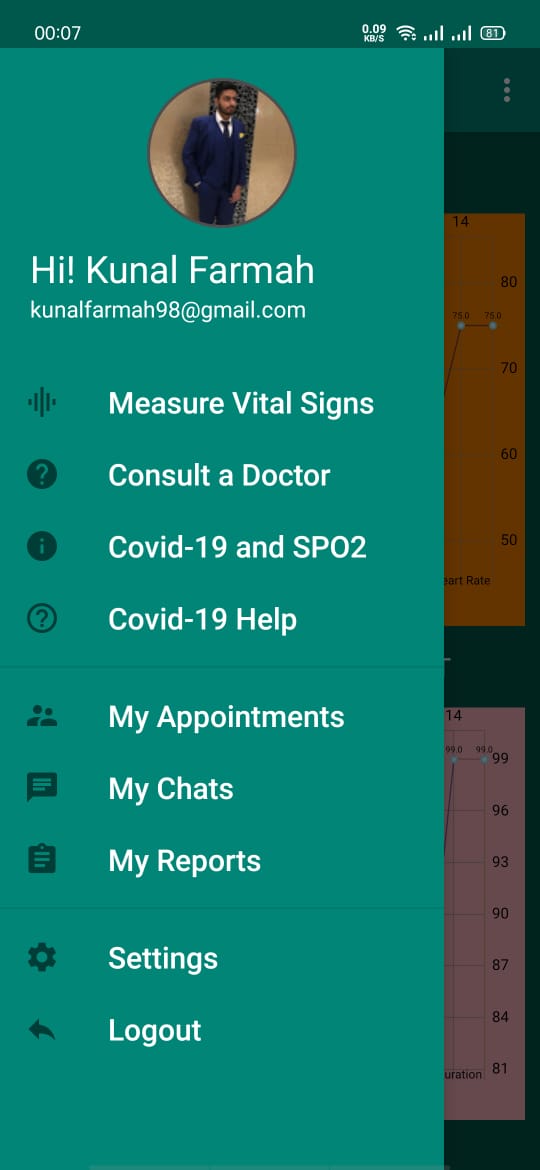 00:07
0.09
KB/S
81
Hi! Kunal Farmah
kunalfarmah98@gmail.com
Measure Vital Signs
Consult a Doctor
Covid-19 and SPO2
Covid-19 Help
My Appointments
My Chats
My Reports
Settings
Logout
14
80
75.0 75.0
70
60
50
eart Rate
14
99.0 99.0
99
96
93
90
87
84
81
uration